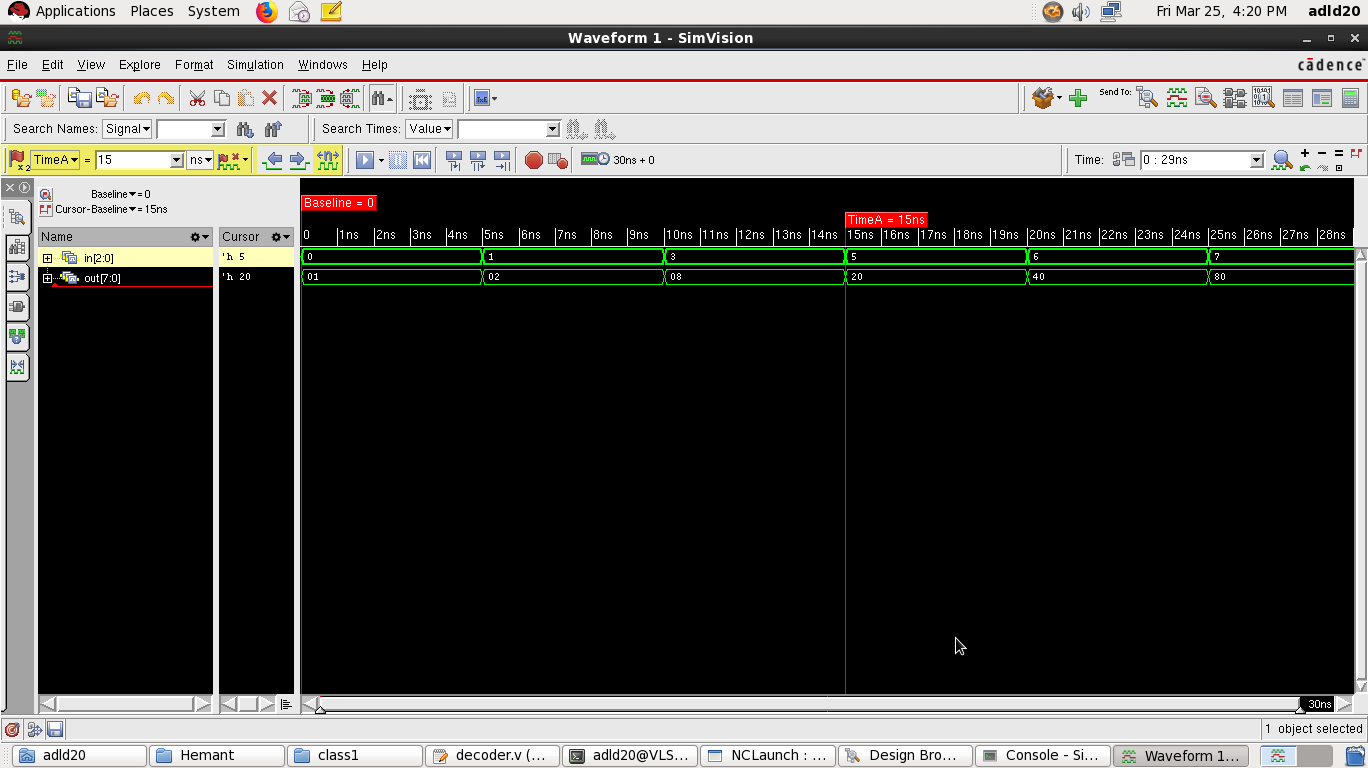 Applications Places System Fri Mar 25, 4:20 PM adld20
Waveform 1 - SimVision
File Edit View Explore Format Simulation Windows Help cādence
Send To:
Search Names: Signal Search Times: Value
x2 TimeA = 15 ns 30ns + 0 Time: 0 : 29ns
Baseline = 0
Cursor-Baseline = 15ns
Baseline = 0
TimeA = 15ns
Name Cursor 0 1ns 2ns 3ns 4ns 5ns 6ns 7ns 8ns 9ns 10ns 11ns 12ns 13ns 14ns 15ns 16ns 17ns 18ns 19ns 20ns 21ns 22ns 23ns 24ns 25ns 26ns 27ns 28ns
in[2:0] 'h 5 0 1 3 5 6 7
out[7:0] 'h 20 01 02 08 20 40 80
30ns
1 object selected
adld20 Hemant class1 decoder.v (... adld20@VLS... NCLaunch : ... Design Bro... Console - Si... Waveform 1...